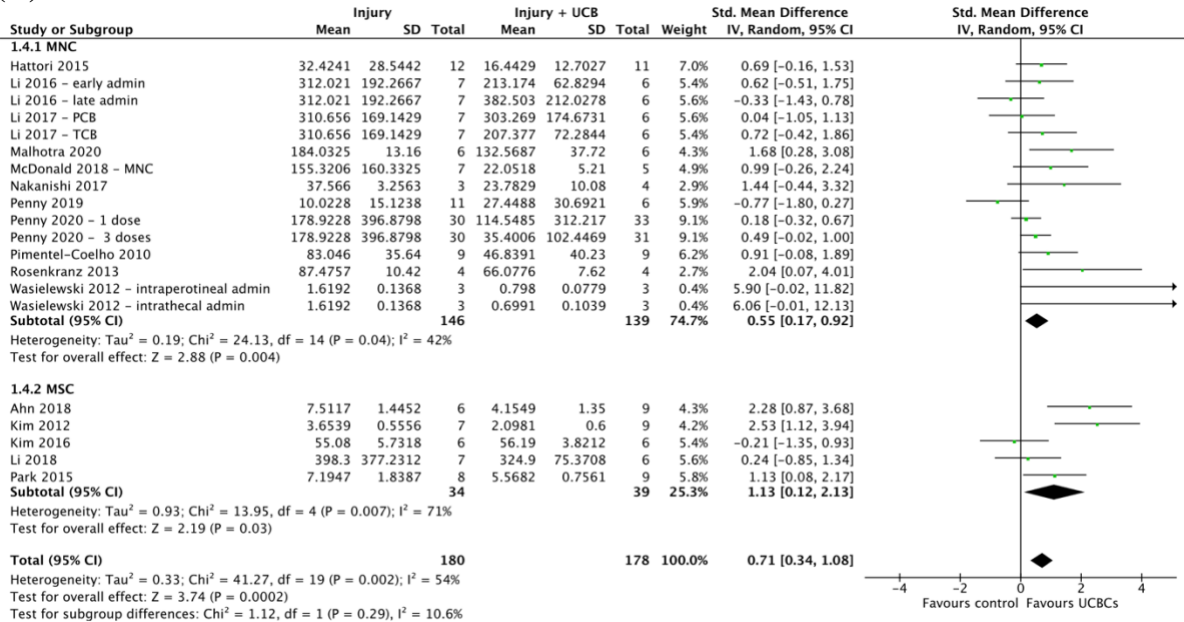 Injury Injury + UCB Std. Mean Difference Std. Mean Difference
Study or Subgroup Mean SD Total Mean SD Total Weight IV, Random, 95% CI IV, Random, 95% CI
1.4.1 MNC
Hattori 2015 32.4241 28.5442 12 16.4429 12.7027 11 7.0% 0.69 [-0.16, 1.53]
Li 2016 - early admin 312.021 192.2667 7 213.174 62.8294 6 5.4% 0.62 [-0.51, 1.75]
Li 2016 - late admin 312.021 192.2667 7 382.503 212.0278 6 5.6% -0.33 [-1.43, 0.78]
Li 2017 - PCB 310.656 169.1429 7 303.269 174.6731 6 5.6% 0.04 [-1.05, 1.13]
Li 2017 - TCB 310.656 169.1429 7 207.377 72.2844 6 5.4% 0.72 [-0.42, 1.86]
Malhotra 2020 184.0325 13.16 6 132.5687 37.72 6 4.3% 1.68 [0.28, 3.08]
McDonald 2018 - MNC 155.3206 160.3325 7 22.0518 5.21 5 4.9% 0.99 [-0.26, 2.24]
Nakanishi 2017 37.566 3.2563 3 23.7829 10.08 4 2.9% 1.44 [-0.44, 3.32]
Penny 2019 10.0228 15.1238 11 27.4488 30.6921 6 5.9% -0.77 [-1.80, 0.27]
Penny 2020 - 1 dose 178.9228 396.8798 30 114.5485 312.217 33 9.1% 0.18 [-0.32, 0.67]
Penny 2020 - 3 doses 178.9228 396.8798 30 35.4006 102.4469 31 9.1% 0.49 [-0.02, 1.00]
Pimentel-Coelho 2010 83.046 35.64 9 46.8391 40.23 9 6.2% 0.91 [-0.08, 1.89]
Rosenkranz 2013 87.4757 10.42 4 66.0776 7.62 4 2.7% 2.04 [0.07, 4.01]
Wasielewski 2012 - intraperotineal admin 1.6192 0.1368 3 0.798 0.0779 3 0.4% 5.90 [-0.02, 11.82]
Wasielewski 2012 - intrathecal admin 1.6192 0.1368 3 0.6991 0.1039 3 0.4% 6.06 [-0.01, 12.13]
Subtotal (95% CI) 146 139 74.7% 0.55 [0.17, 0.92]
Heterogeneity: Tau² = 0.19; Chi² = 24.13, df = 14 (P = 0.04); I² = 42%
Test for overall effect: Z = 2.88 (P = 0.004)
1.4.2 MSC
Ahn 2018 7.5117 1.4452 6 4.1549 1.35 9 4.3% 2.28 [0.87, 3.68]
Kim 2012 3.6539 0.5556 7 2.0981 0.6 9 4.2% 2.53 [1.12, 3.94]
Kim 2016 55.08 5.7318 6 56.19 3.8212 6 5.4% -0.21 [-1.35, 0.93]
Li 2018 398.3 377.2312 7 324.9 75.3708 6 5.6% 0.24 [-0.85, 1.34]
Park 2015 7.1947 1.8387 8 5.5682 0.7561 9 5.8% 1.13 [0.08, 2.17]
Subtotal (95% CI) 34 39 25.3% 1.13 [0.12, 2.13]
Heterogeneity: Tau² = 0.93; Chi² = 13.95, df = 4 (P = 0.007); I² = 71%
Test for overall effect: Z = 2.19 (P = 0.03)
Total (95% CI) 180 178 100.0% 0.71 [0.34, 1.08]
Heterogeneity: Tau² = 0.33; Chi² = 41.27, df = 19 (P = 0.002); I² = 54%
Test for overall effect: Z = 3.74 (P = 0.0002)
Test for subgroup differences: Chi² = 1.12, df = 1 (P = 0.29), I² = 10.6%
-4 -2 0 2 4
Favours control Favours UCBCs